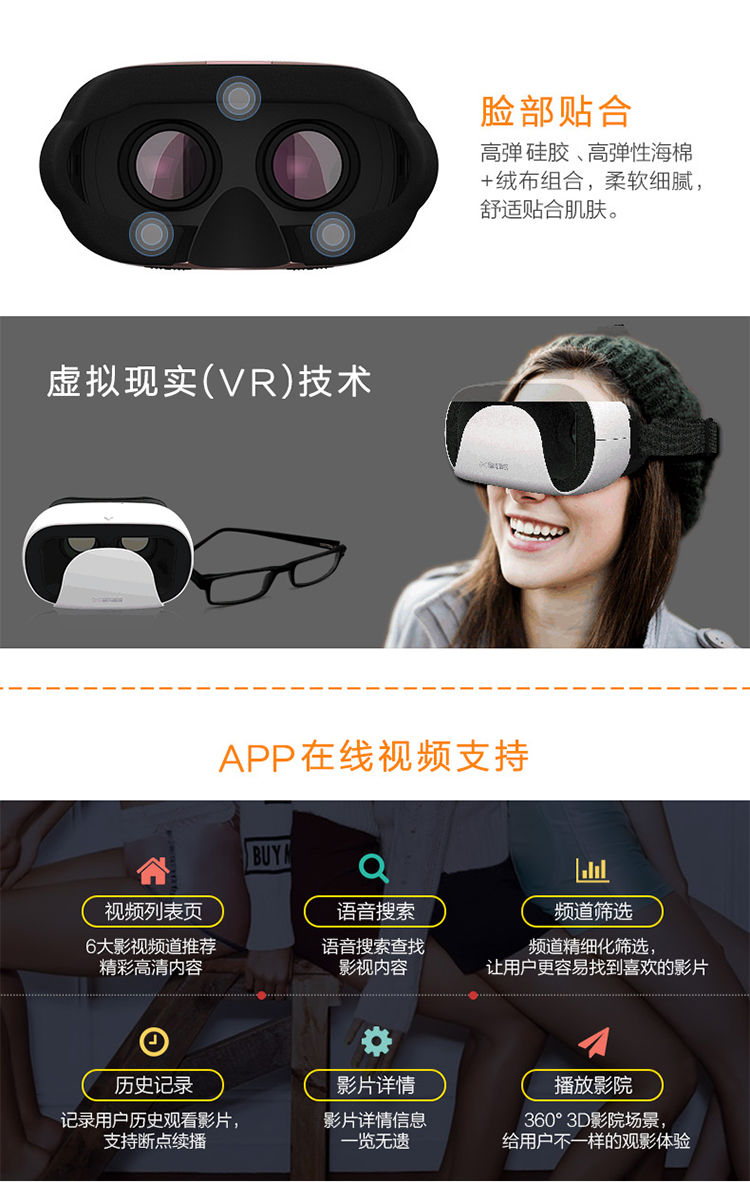 脸部贴合
高弹硅胶、高弹性海棉
+绒布组合，柔软细腻，
舒适贴合肌肤。
虚拟现实(VR)技术
APP在线视频支持
BUY
视频列表页
语音搜索
频道筛选
6大影视频道推荐
精彩高清内容
语音搜索查找
影视内容
频道精细化筛选，
让用户更容易找到喜欢的影片
历史记录
影片详情
播放影院
记录用户历史观看影片，
支持断点续播
影片详情信息
一览无遗
360° 3D影院场景，
给用户不一样的观影体验